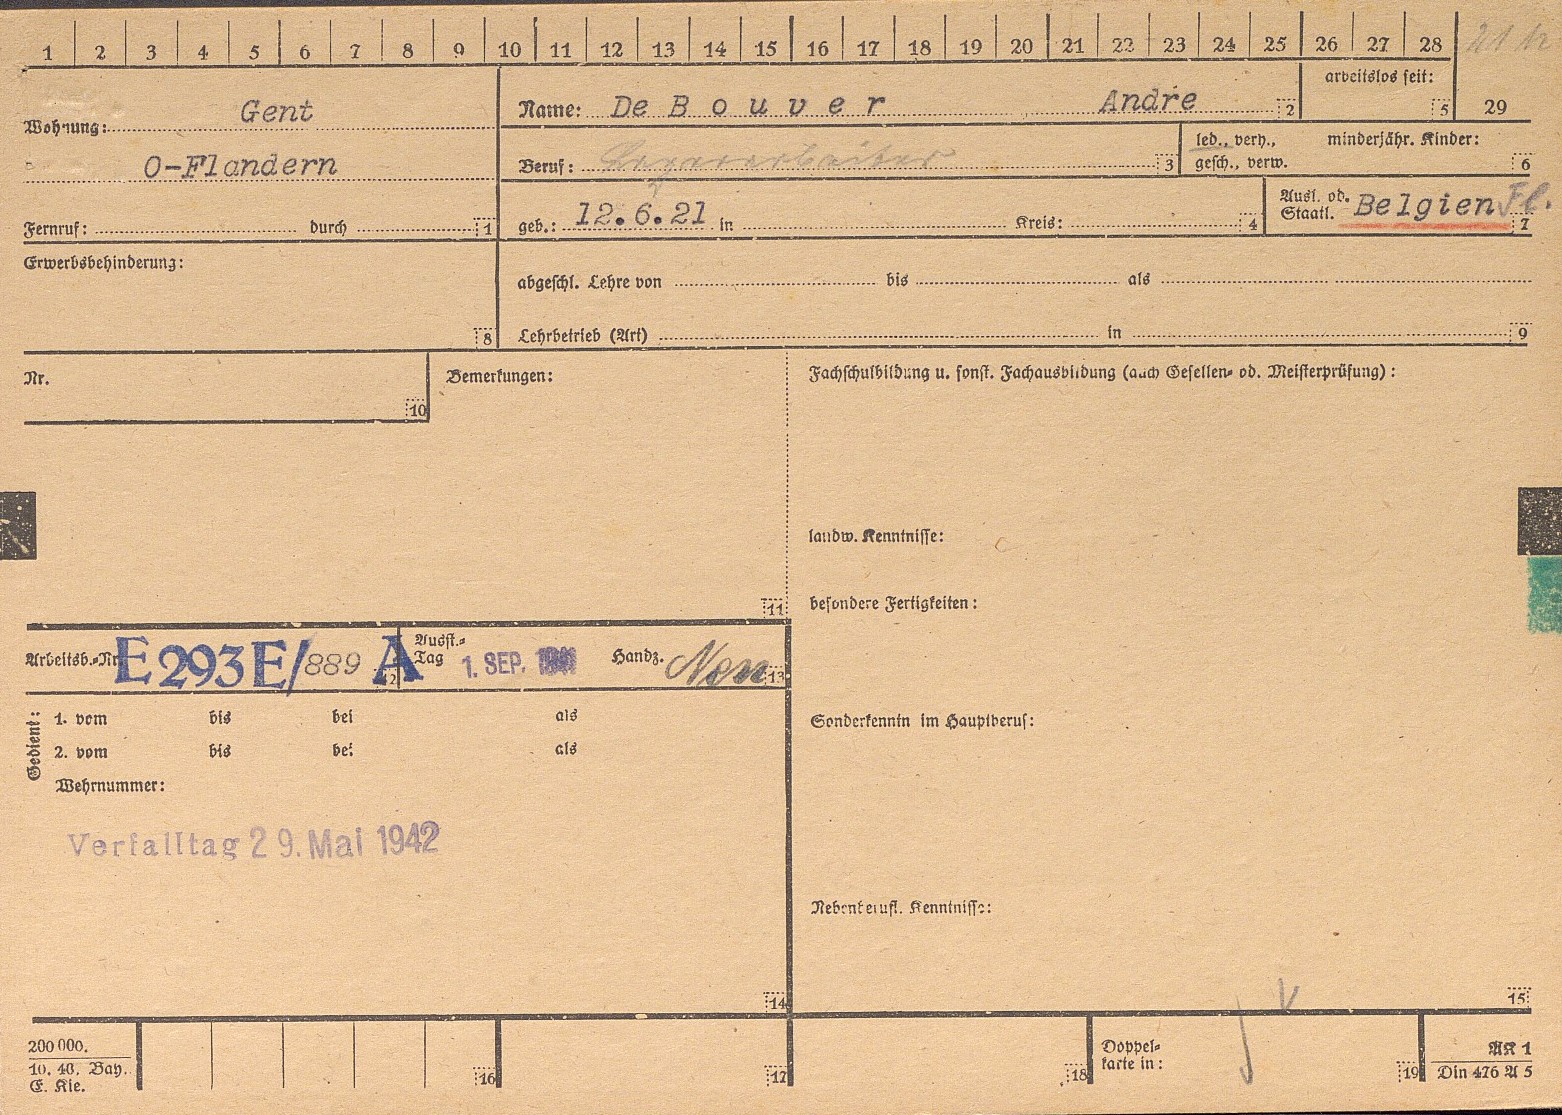 1 2 3 4 5 6 7 8 9 10 11 12 13 14 15 16 17 18 19 20 21 22 23 24 25 26 27 28
Wohnung: Gent
O-Flandern
Fernruf: durch 1
Name: De Bouver Andre 2
arbeitslos seit: 5
29
Beruf: Lagerarbeiter 3
led., verh., minderjähr. Kinder:
gesch., verw. 6
geb.: 12.6.21 in Kreis: 4
Ausl. od. Staatl. Belgien Fl. 7
Erwerbsbehinderung: 8
abgeschl. Lehre von bis als
Lehrbetrieb (Art) in 9
Nr. 10
Bemerkungen: 11
Fachschulbildung u. sonst. Fachausbildung (auch Gesellen- od. Meisterprüfung):
landw. Kenntnisse:
besondere Fertigkeiten:
Arbeitsb.-Nr. E 293 E/889 A 12
Ausst.-Tag 1. SEP. 1941 Handz. 13
Gedient: 1. vom bis bei als
2. vom bis bei als
Wehrnummer:
Verfalltag 29. Mai 1942
14
Sonderkenntn im Hauptberuf:
Nebenberufl. Kenntnisse:
15
200 000.
10. 40. Bay.
E. Kie.
16
17
18
Doppel-
karte in: 19
AK 1
Din 476 A 5